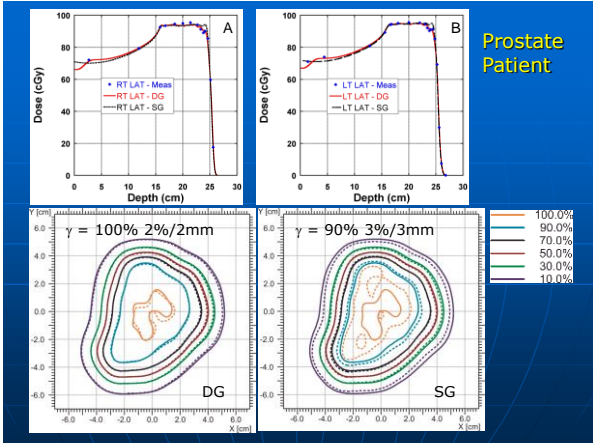 Prostate
Patient
A
Dose (cGy)
100
80
60
40
20
0
RT LAT - Meas
RT LAT - DG
RT LAT - SG
0 5 10 15 20 25 30
Depth (cm)
B
Dose (cGy)
100
80
60
40
20
0
LT LAT - Meas
LT LAT - DG
LT LAT - SG
0 5 10 15 20 25 30
Depth (cm)
Y [cm]
γ = 100% 2%/2mm
6.0
4.0
2.0
0.0
-2.0
-4.0
-6.0
DG
-6.0 -4.0 -2.0 0.0 2.0 4.0 6.0
X [cm]
Y [cm]
γ = 90% 3%/3mm
6.0
4.0
2.0
0.0
-2.0
-4.0
-6.0
SG
-6.0 -4.0 -2.0 0.0 2.0 4.0 6.0
X [cm]
100.0%
90.0%
70.0%
50.0%
30.0%
10.0%